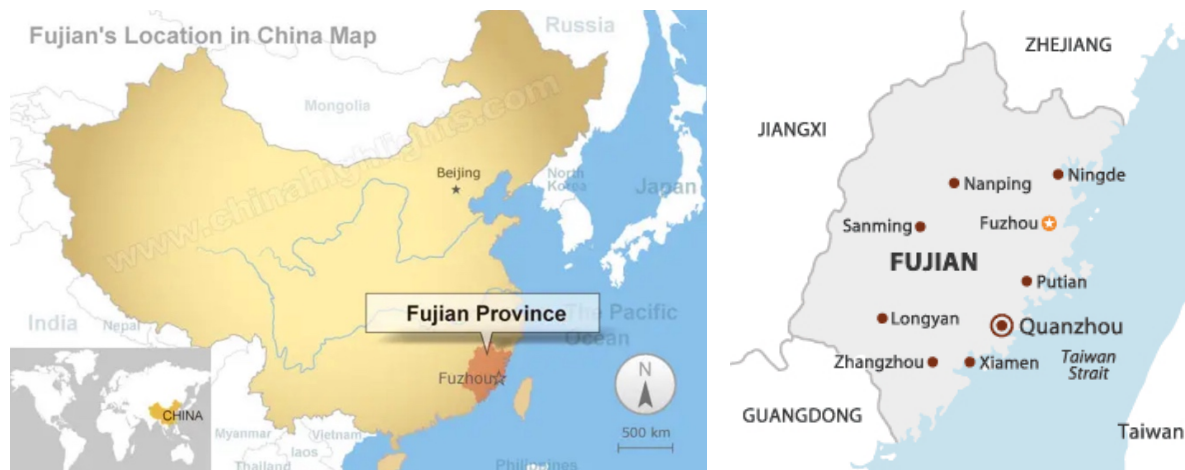 Fujian's Location in China Map
Russia
Mongolia
www.chinahighlights.com
Beijing
North
Korea
Japan
Fujian Province
The Pacific
Ocean
India
Nepal
Fuzhou
N
500 km
CHINA
Myanmar
Vietnam
laos
Thailand
Philippines
ZHEJIANG
JIANGXI
Nanping
Ningde
Sanming
Fuzhou
FUJIAN
Putian
Longyan
Quanzhou
Zhangzhou
Xiamen
Taiwan
Strait
GUANGDONG
Taiwan